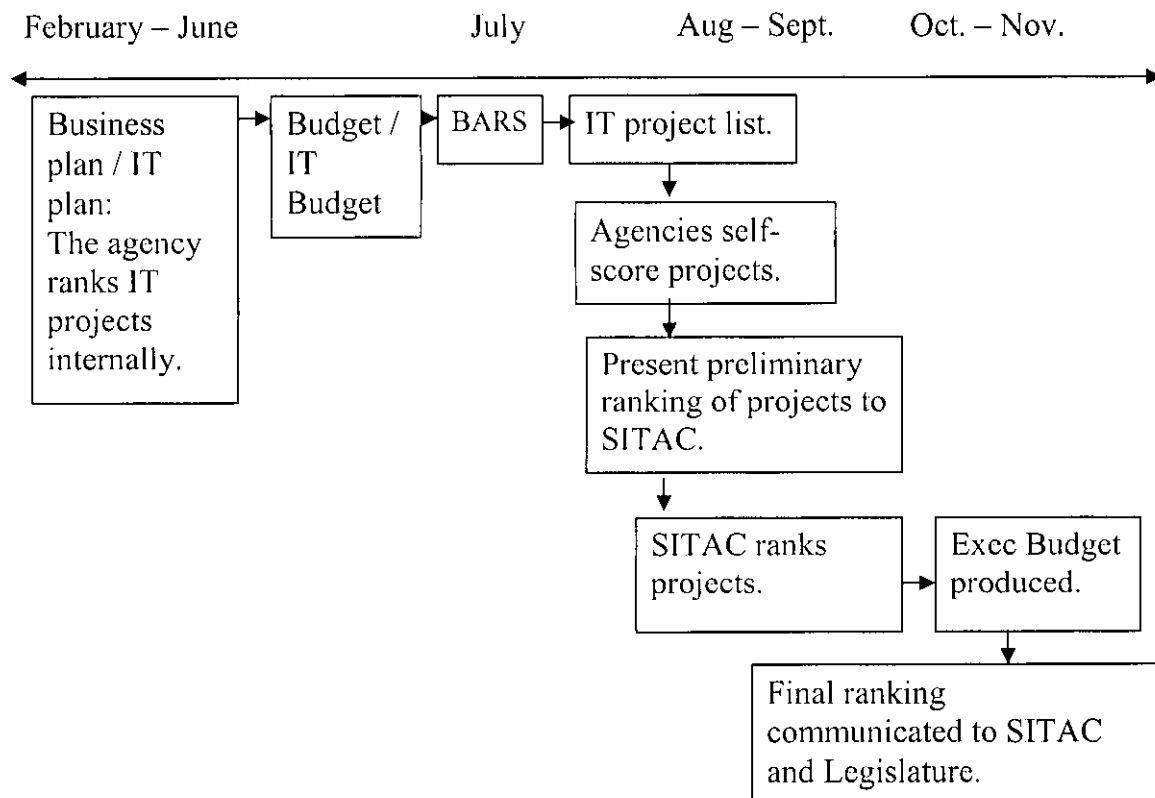 February – June July Aug – Sept. Oct. – Nov.
Business
plan / IT
plan:
The agency
ranks IT
projects
internally.
Budget /
IT
Budget
BARS
IT project list.
Agencies self-
score projects.
Present preliminary
ranking of projects to
SITAC.
SITAC ranks
projects.
Exec Budget
produced.
Final ranking
communicated to SITAC
and Legislature.